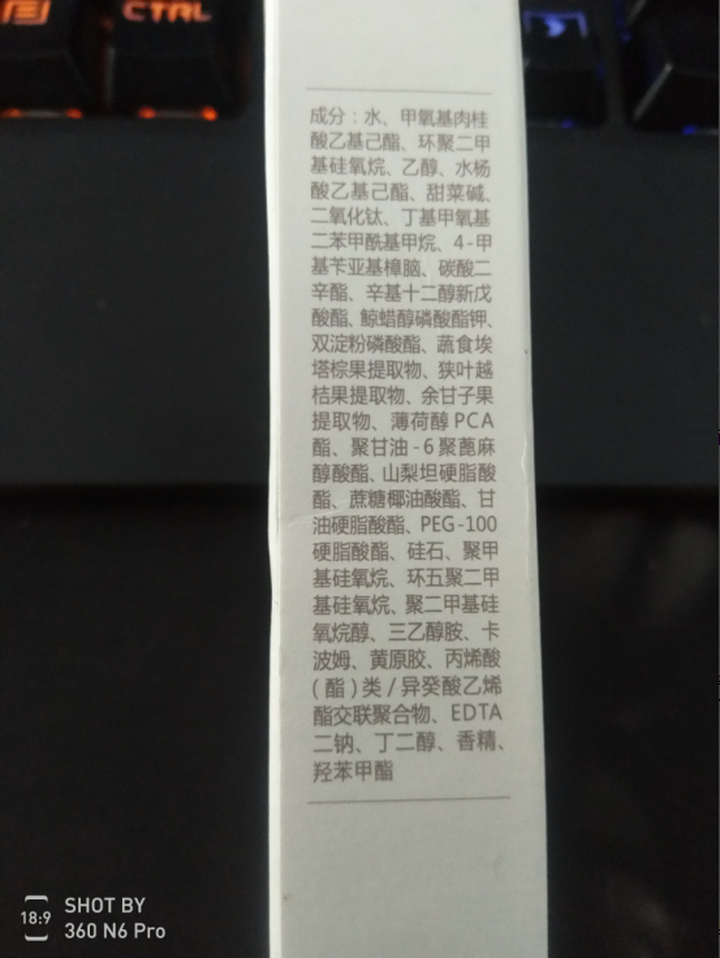 CTRL
成分：水、甲氧基肉桂
酸乙基己酯、环聚二甲
基硅氧烷、乙醇、水杨
酸乙基己酯、甜菜碱、
二氧化钛、丁基甲氧基
二苯甲酰基甲烷、4-甲
基苄亚基樟脑、碳酸二
辛酯、辛基十二醇新戊
酸酯、鲸蜡醇磷酸酯钾、
双淀粉磷酸酯、蔬食埃
塔棕果提取物、狭叶越
桔果提取物、余甘子果
提取物、薄荷醇PCA
酯、聚甘油-6聚蓖麻
醇酸酯、山梨坦硬脂酸
酯、蔗糖椰油酸酯、甘
油硬脂酸酯、PEG-100
硬脂酸酯、硅石、聚甲
基硅氧烷、环五聚二甲
基硅氧烷、聚二甲基硅
氧烷醇、三乙醇胺、卡
波姆、黄原胶、丙烯酸
(酯)类/异癸酸乙烯
酯交联聚合物、EDTA
二钠、丁二醇、香精、
羟苯甲酯
18:9
SHOT BY
360 N6 Pro